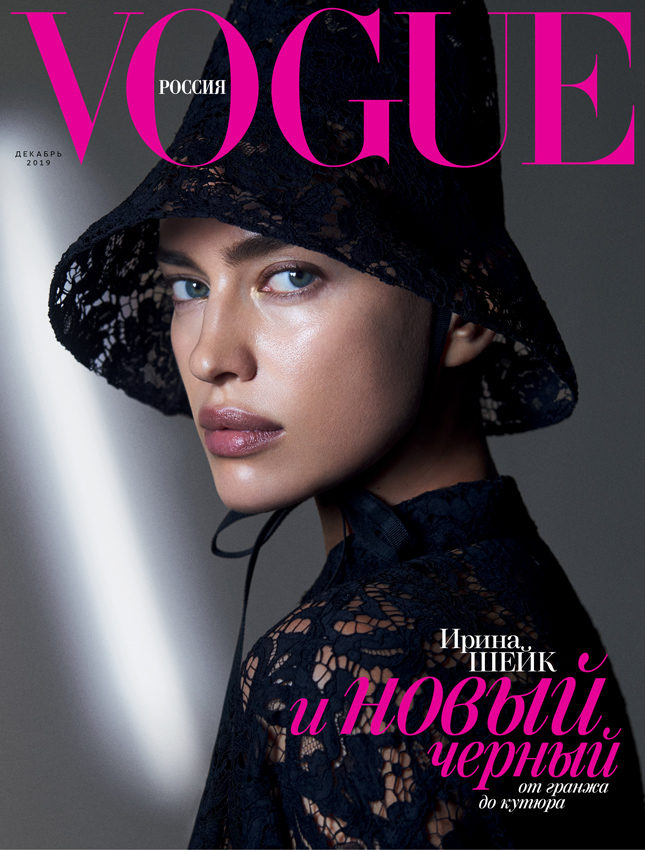 VOGUE
РОССИЯ
ДЕКАБРЬ
2019
Ирина
ШЕЙК
и новый
черный
от гранжа
до кутюра